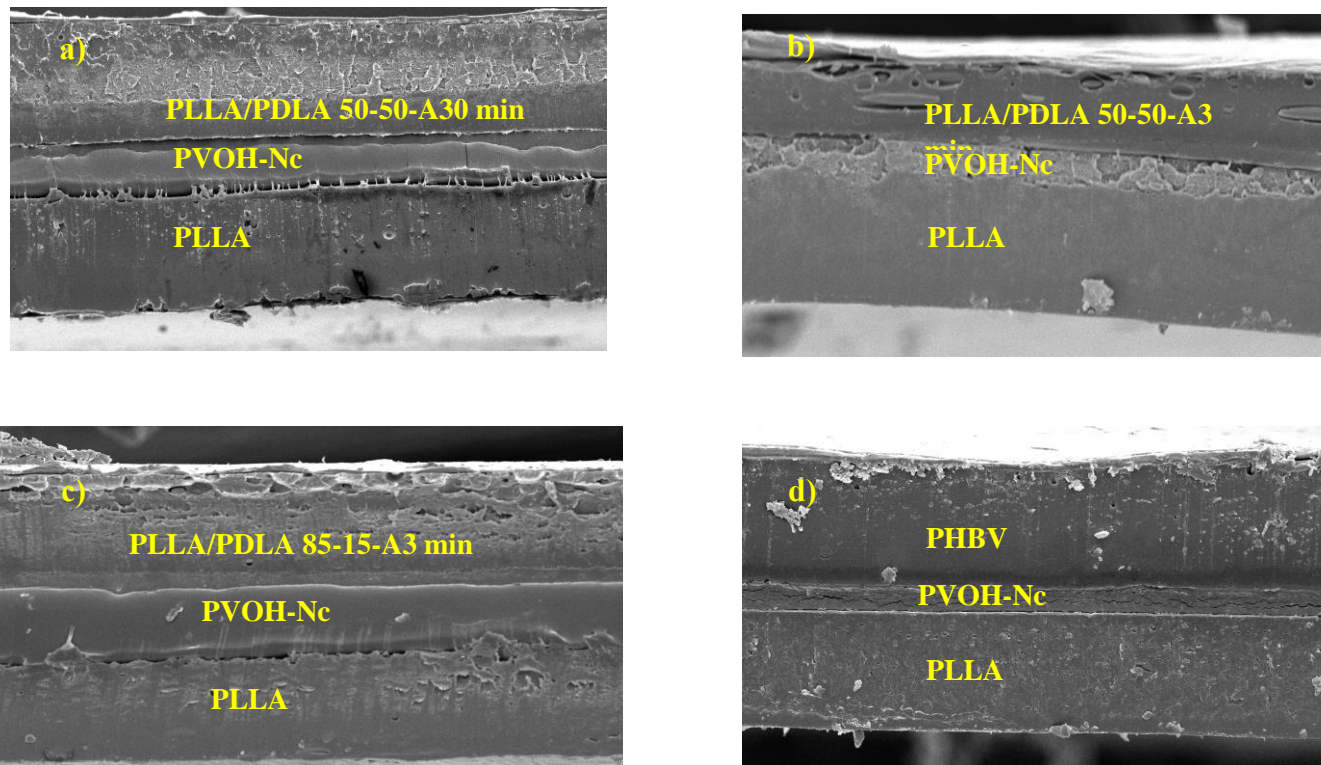 a)
PLLA/PDLA 50-50-A30 min
PVOH-Nc
PLLA
b)
PLLA/PDLA 50-50-A3
min
PVOH-Nc
PLLA
c)
PLLA/PDLA 85-15-A3 min
PVOH-Nc
PLLA
d)
PHBV
PVOH-Nc
PLLA